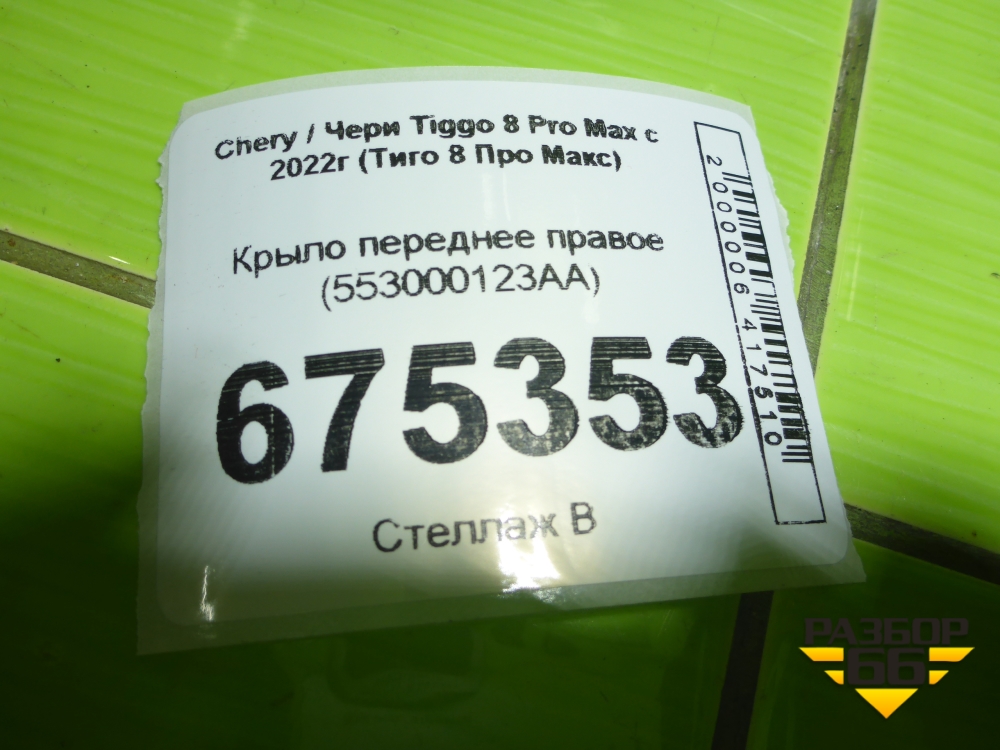 Chery / Чери Tiggo 8 Pro Max с
2022г (Тиго 8 Про Макс)
Крыло переднее правое
(553000123AA)
675353
Стеллаж В
2000006417510
РАЗБОР
66